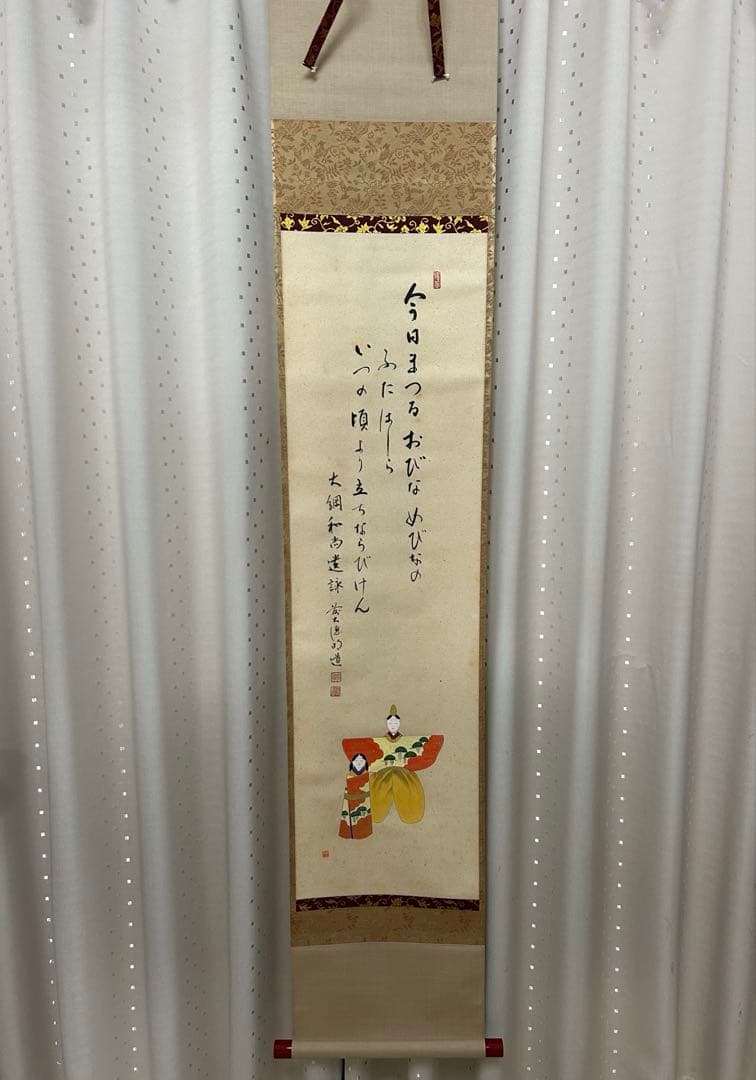 今日まつるおびなめびなの
ふたはしら
いつの頃より立ちならびけん
大綱和尚遺詠